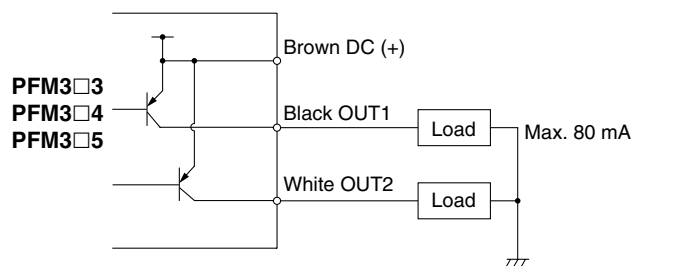 Brown DC (+)
PFM3□3
PFM3□4
PFM3□5
Black OUT1
Load
Max. 80 mA
White OUT2
Load